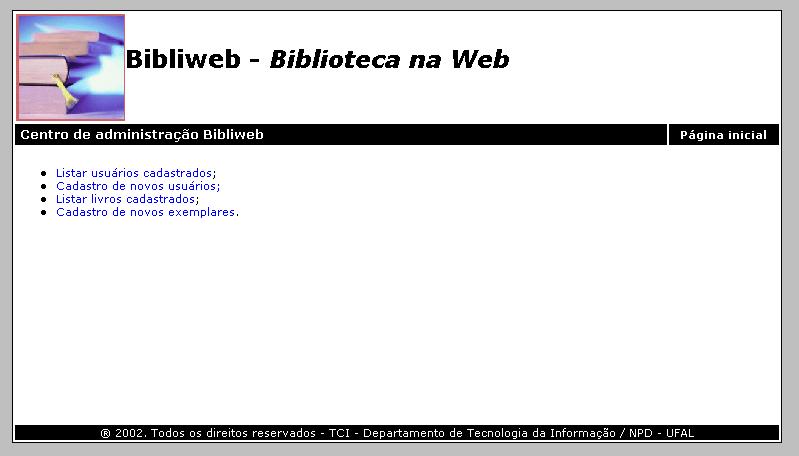 Bibliweb - Biblioteca na Web
Centro de administração Bibliweb
Página inicial
Listar usuários cadastrados;
Cadastro de novos usuários;
Listar livros cadastrados;
Cadastro de novos exemplares.
® 2002. Todos os direitos reservados - TCI - Departamento de Tecnologia da Informação / NPD - UFAL